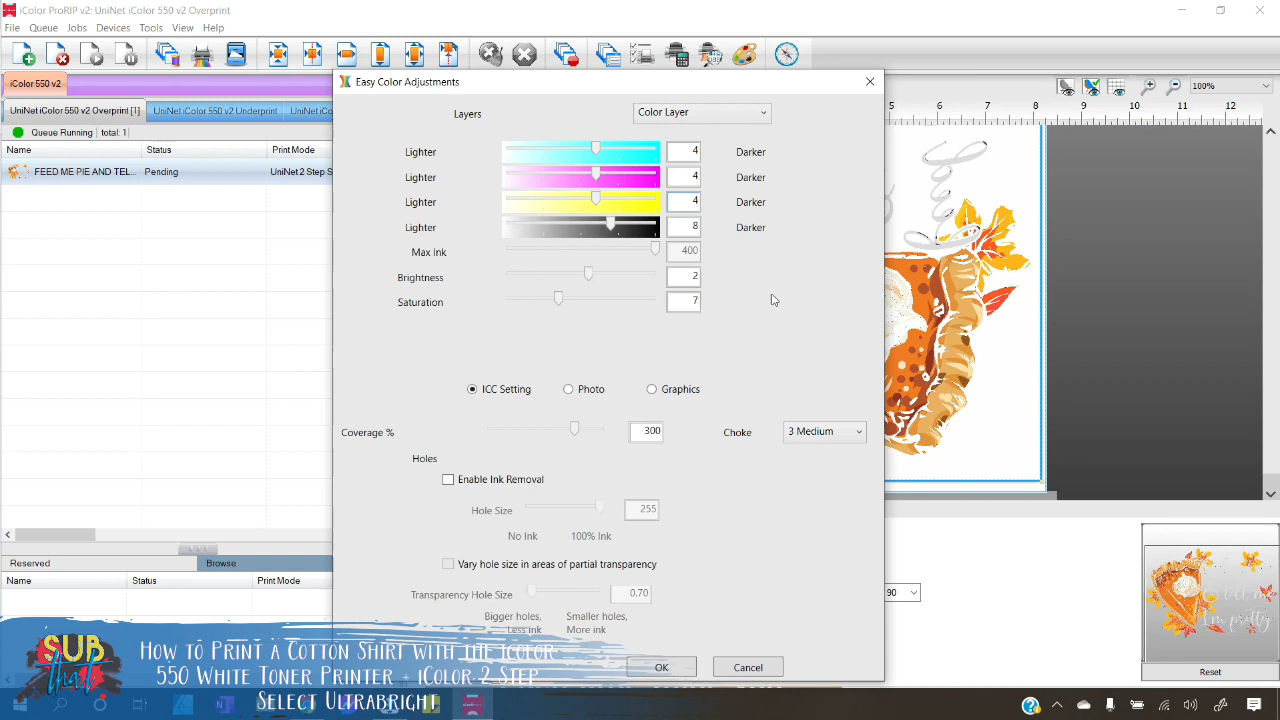 iColor ProRIP v2: UniNet iColor 550 v2 Overprint
File Queue Jobs Devices Tools View Help
iColor 550 v2
UniNet iColor 550 v2 Overprint [1] UniNet iColor 550 v2 Underprint UniNet iCol
Queue Running total: 1
Name Status Print Mode
FEED ME PIE AND TEL... Pending UniNet 2 Step S
Easy Color Adjustments
Layers Color Layer
Lighter 4 Darker
Lighter 4 Darker
Lighter 4 Darker
Lighter 8 Darker
Max Ink 400
Brightness 2
Saturation 7
ICC Setting Photo Graphics
Coverage % 300 Choke 3 Medium
Holes
Enable Ink Removal
Hole Size 255
No Ink 100% Ink
Vary hole size in areas of partial transparency
Transparency Hole Size 0.70
Bigger holes, Smaller holes,
Less ink More ink
OK Cancel
100%
5 6 7 8 9 10 11 12
Reserved Browse
Name Status Print Mode
90
Reset
SUB
that
How to Print a Cotton Shirt with the iColor
550 White Toner Printer + iColor 2 Step
Select Ultrabright